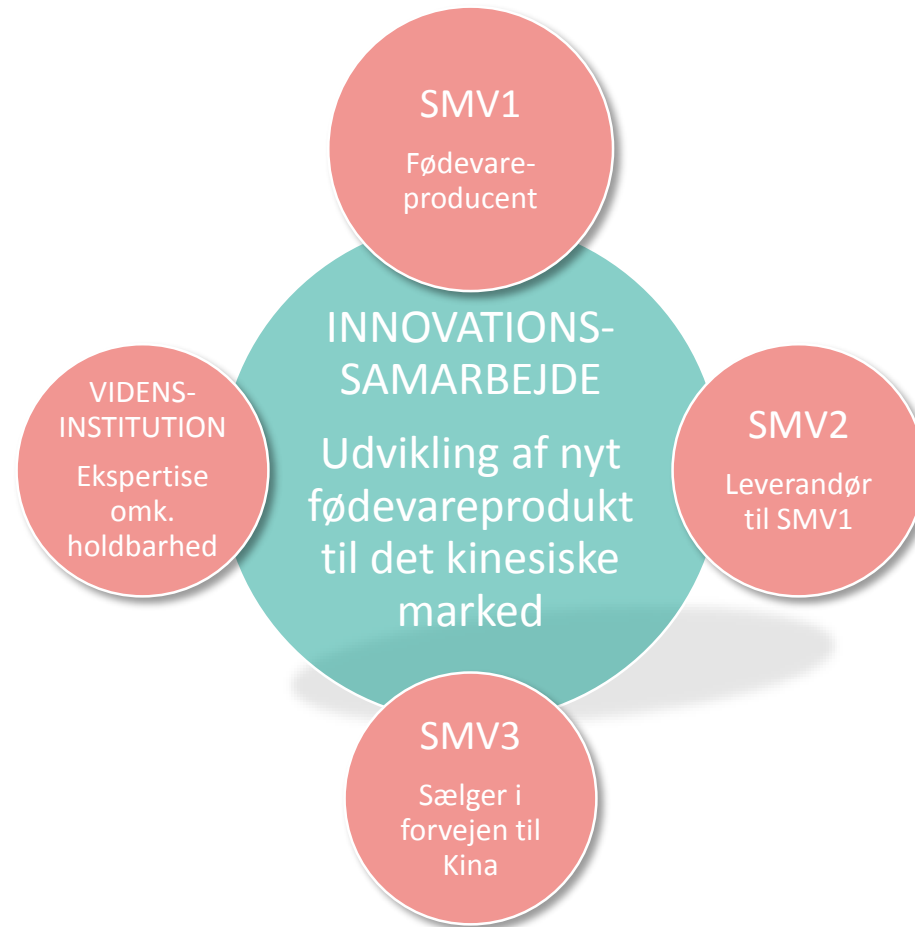 SMV1
Fødevare-
producent
INNOVATIONS-
SAMARBEJDE
Udvikling af nyt
fødevareprodukt
til det kinesiske
marked
VIDENS-
INSTITUTION
Ekspertise
omk.
holdbarhed
SMV2
Leverandør
til SMV1
SMV3
Sælger i
forvejen til
Kina